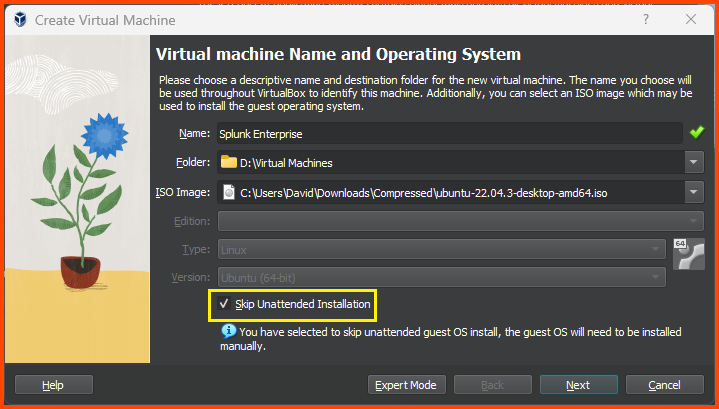 Create Virtual Machine
Virtual machine Name and Operating System
Please choose a descriptive name and destination folder for the new virtual machine. The name you choose will
be used throughout VirtualBox to identify this machine. Additionally, you can select an ISO image which may be
used to install the guest operating system.
Name: Splunk Enterprise
Folder: D:\Virtual Machines
ISO Image: C:\Users\David\Downloads\Compressed\ubuntu-22.04.3-desktop-amd64.iso
Edition:
Type: Linux
64
Version: Ubuntu (64-bit)
Skip Unattended Installation
You have selected to skip unattended guest OS install, the guest OS will need to be installed
manually.
Help Expert Mode Back Next Cancel